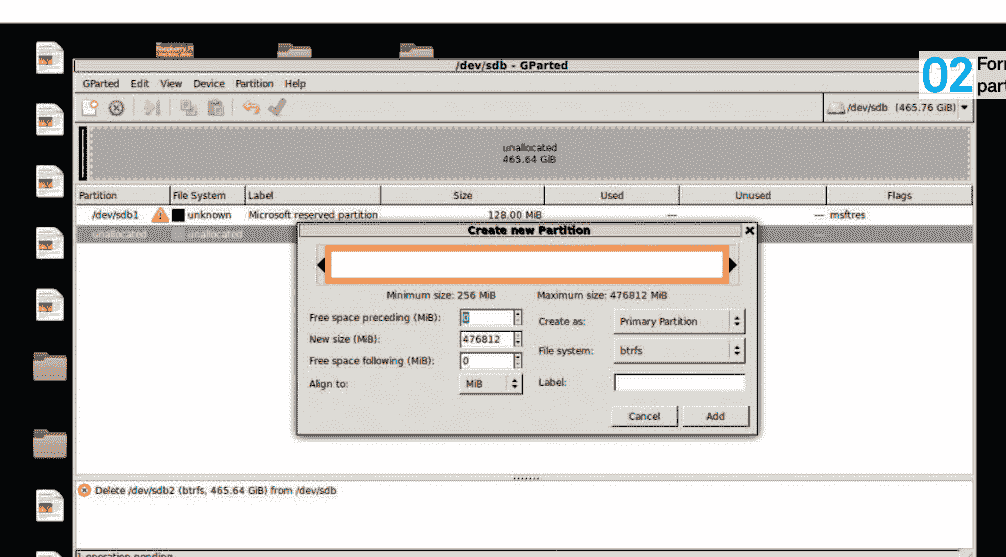 /dev/sdb - GParted
02 Form
part
GParted Edit View Device Partition Help
/dev/sdb (465.76 GiB)
unallocated
465.64 GiB
Partition File System Label Size Used Unused Flags
/dev/sdb1 unknown Microsoft reserved partition 128.00 MiB --- --- msftres
unallocated unallocated
Create new Partition
Minimum size: 256 MiB Maximum size: 476812 MiB
Free space preceding (MiB): 0 Create as: Primary Partition
New size (MiB): 476812
File system: btrfs
Free space following (MiB): 0
Align to: MiB Label:
Cancel Add
Delete /dev/sdb2 (btrfs, 465.64 GiB) from /dev/sdb
1 operation pending